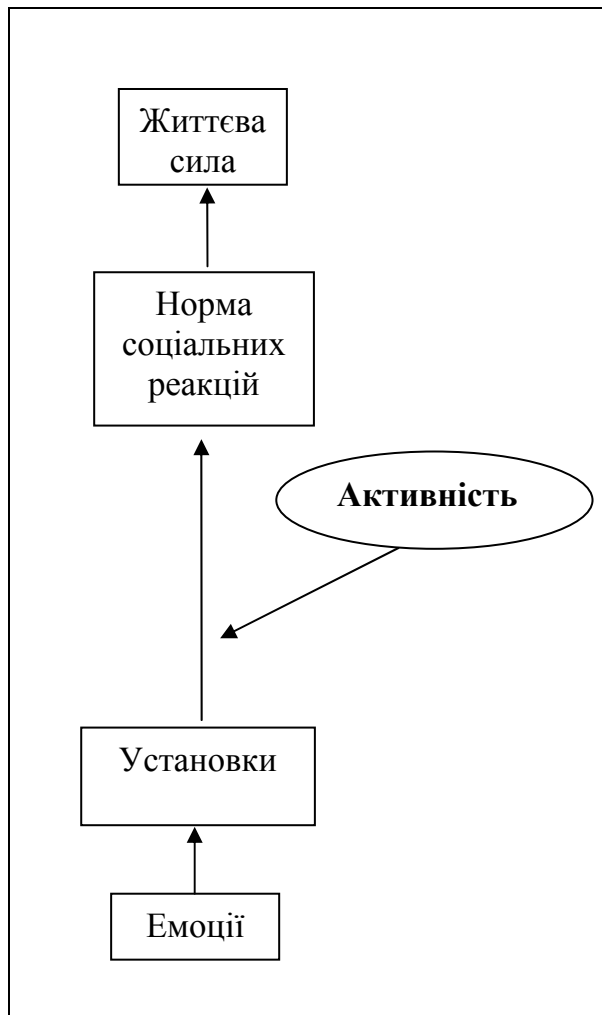 Життєва
сила
Норма
соціальних
реакцій
Активність
Установки
Емоції